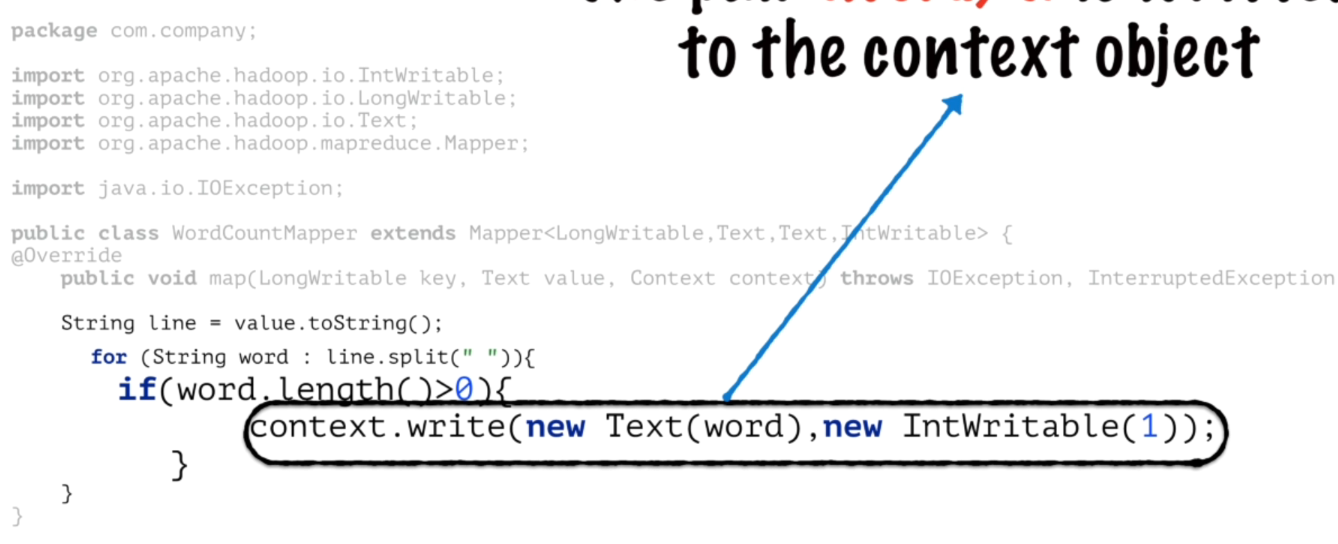 to the context object
package com.company;
import org.apache.hadoop.io.IntWritable;
import org.apache.hadoop.io.LongWritable;
import org.apache.hadoop.io.Text;
import org.apache.hadoop.mapreduce.Mapper;
import java.io.IOException;
public class WordCountMapper extends Mapper<LongWritable,Text,Text,IntWritable> {
@Override
public void map(LongWritable key, Text value, Context context) throws IOException, InterruptedException
String line = value.toString();
for (String word : line.split(" ")){
if(word.length()>0){
context.write(new Text(word),new IntWritable(1));
}
}
}